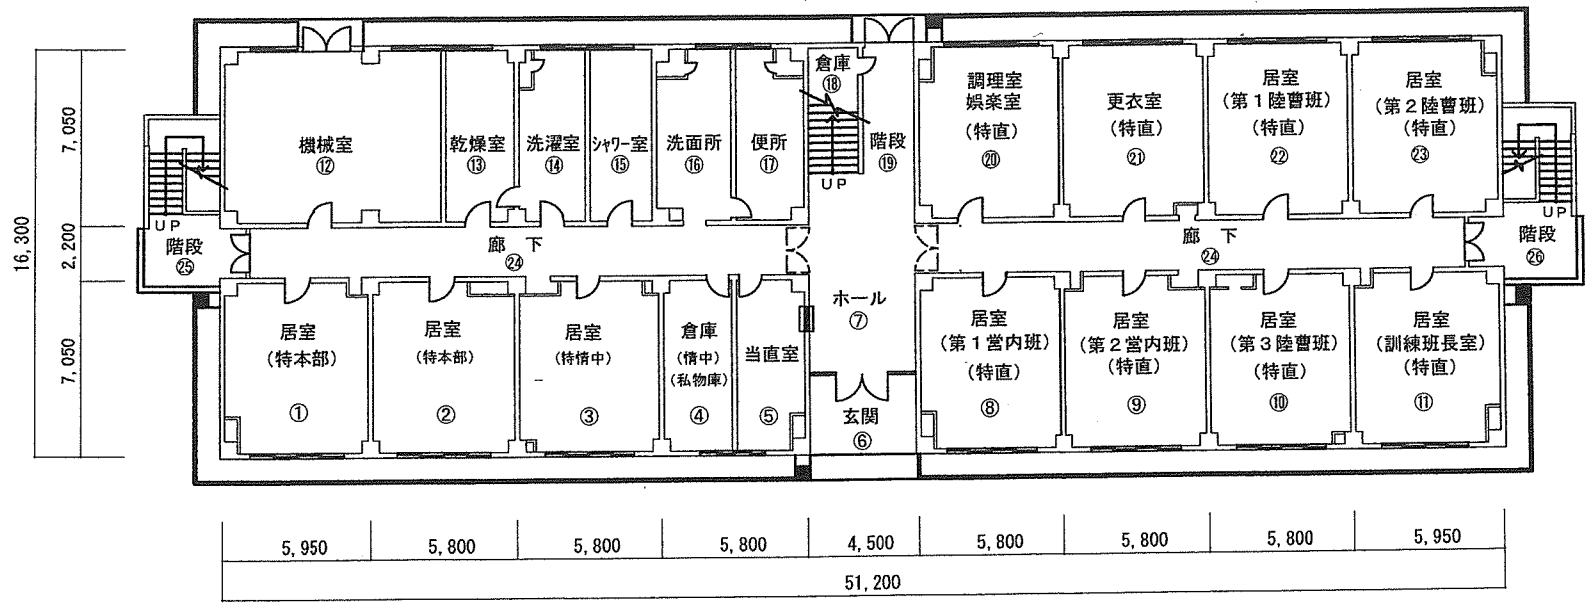 機械室
⑫
乾燥室
⑬
洗濯室
⑭
シャワー室
⑮
洗面所
⑯
便所
⑰
倉庫
⑱
UP
階段
⑲
調理室
娯楽室
(特直)
⑳
更衣室
(特直)
㉑
居室
(第1陸曹班)
(特直)
㉒
居室
(第2陸曹班)
(特直)
㉓
UP
階段
㉕
廊 下
㉔
廊 下
㉔
UP
階段
㉖
居室
(特本部)
①
居室
(特本部)
②
居室
(特情中)
③
倉庫
(情中)
(私物庫)
④
当直室
⑤
ホール
⑦
玄関
⑥
居室
(第1営内班)
(特直)
⑧
居室
(第2営内班)
(特直)
⑨
居室
(第3陸曹班)
(特直)
⑩
居室
(訓練班長室)
(特直)
⑪
16,300
7,050
2,200
7,050
5,950
5,800
5,800
5,800
4,500
5,800
5,800
5,800
5,950
51,200